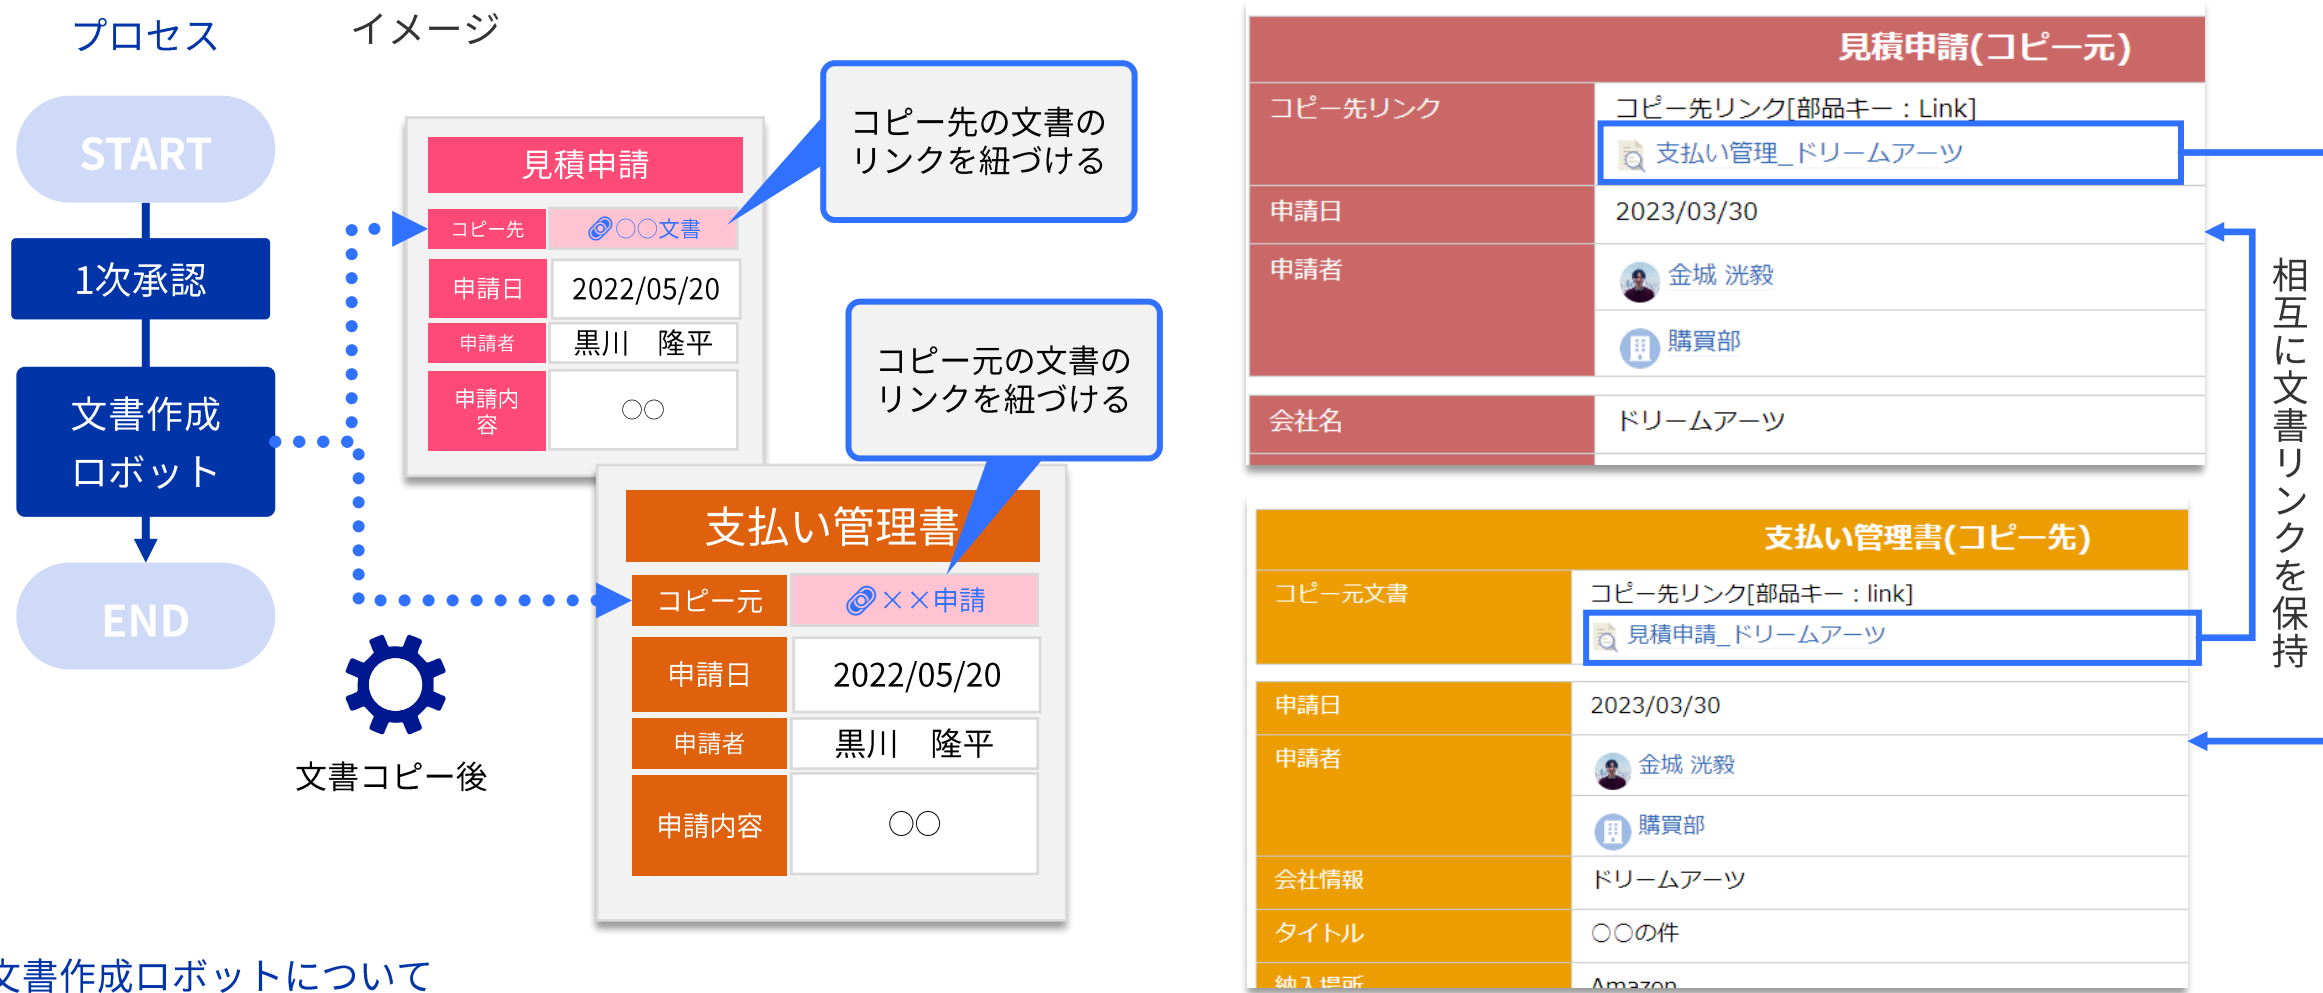 プロセス
イメージ
START
1次承認
文書作成
ロボット
END
文書コピー後
文書作成ロボットについて
コピー先の文書の
リンクを紐づける
見積申請
コピー先
○○文書
申請日
2022/05/20
申請者
黒川　隆平
申請内
容
○○
コピー元の文書の
リンクを紐づける
支払い管理書
コピー元
××申請
申請日
2022/05/20
申請者
黒川　隆平
申請内容
○○
見積申請(コピー元)
コピー先リンク
コピー先リンク[部品キー：Link]
支払い管理_ドリームアーツ
申請日
2023/03/30
申請者
金城 洸毅
購買部
会社名
ドリームアーツ
支払い管理書(コピー先)
コピー元文書
コピー先リンク[部品キー：link]
見積申請_ドリームアーツ
申請日
2023/03/30
申請者
金城 洸毅
購買部
会社情報
ドリームアーツ
タイトル
○○の件
納入場所
Amazon
相互に文書リンクを保持